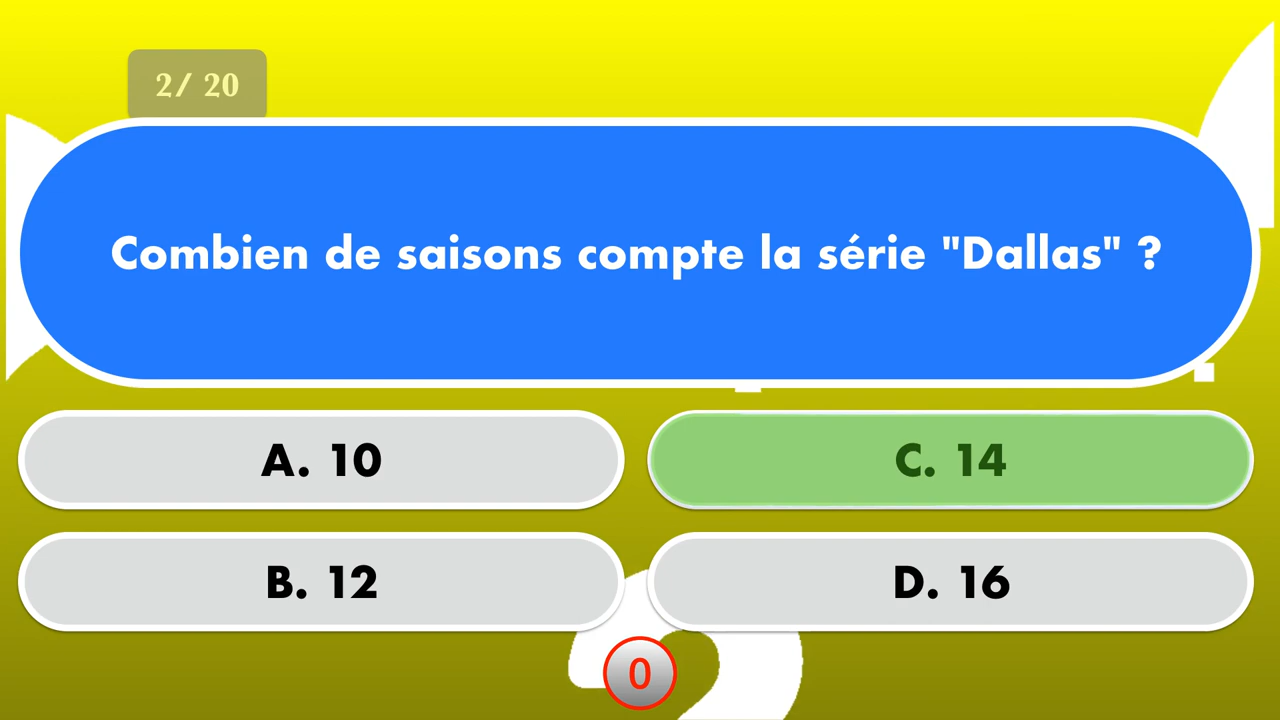 2/ 20
Combien de saisons compte la série "Dallas" ?
A. 10
C. 14
B. 12
D. 16
0